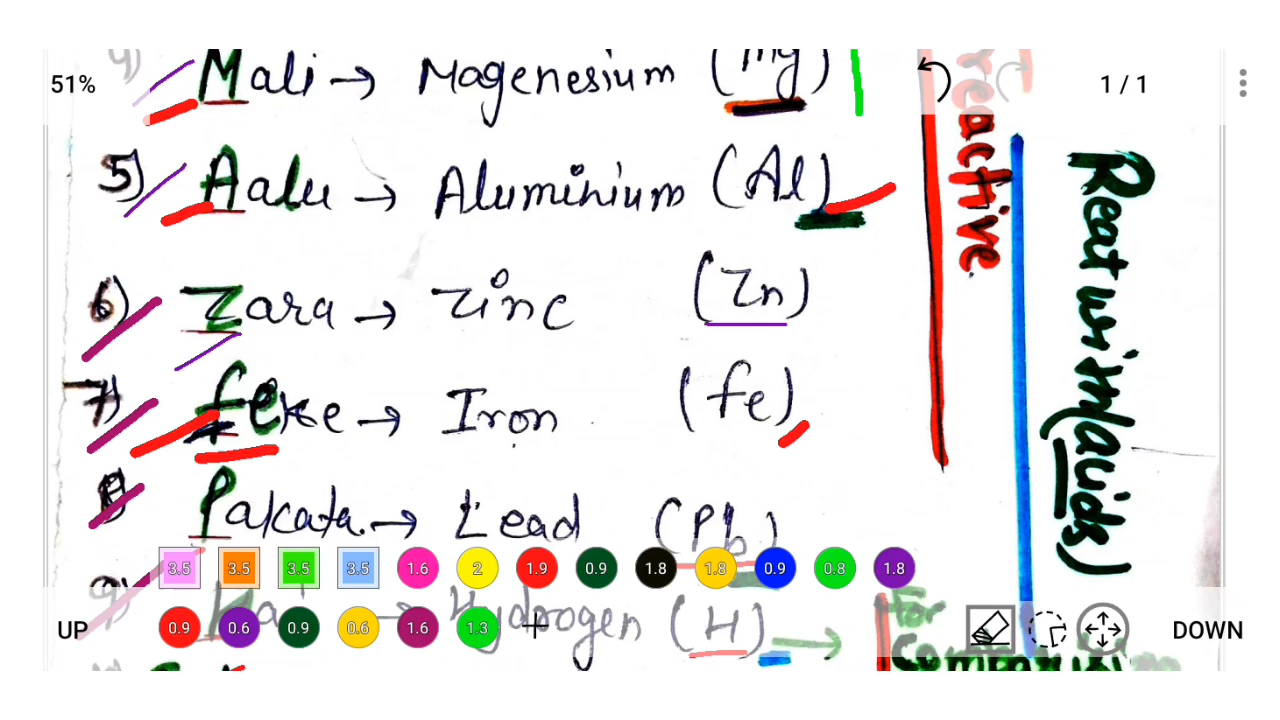 51%
1 / 1
4) Mali → Magenesium (Mg)
5) Aalu → Aluminium (Al)
6) Zara → Zinc (Zn)
7) feke → Iron (fe)
8) Pakata → Lead (Pb)
9) → Hydrogen (H) → For
reactive.
Reat with (acids)
3.5 3.5 3.5 3.5 1.6 2 1.9 0.9 1.8 1.8 0.9 0.8 1.8
UP 0.9 0.6 0.9 0.6 1.6 1.3 + DOWN